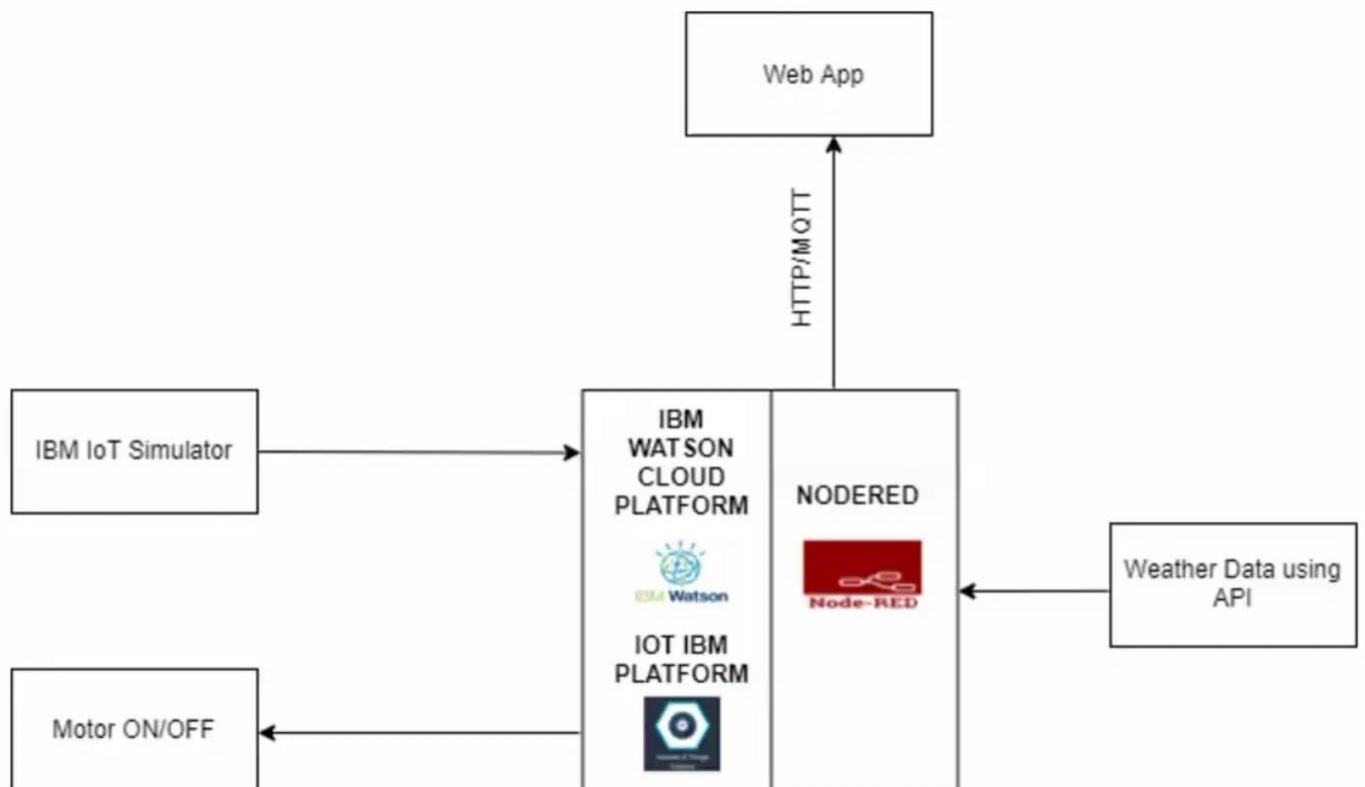 Web App
HTTP/MQTT
IBM IoT Simulator
IBM
WATSON
CLOUD
PLATFORM
IBM Watson
IOT IBM
PLATFORM
NODERED
Node-RED
Weather Data using
API
Motor ON/OFF